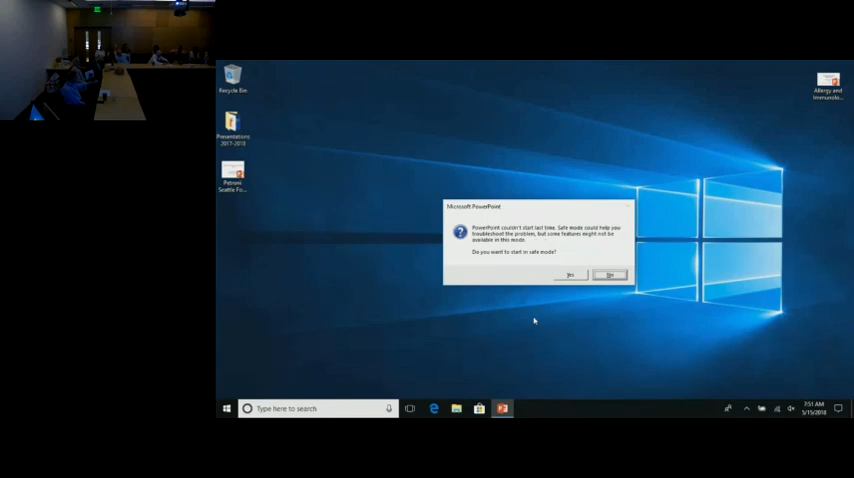 Recycle Bin
Presentations
2017-2018
Petroni
Seattle Fo...
Allergy and
Immunolo...
Microsoft PowerPoint
PowerPoint couldn't start last time. Safe mode could help you
troubleshoot the problem, but some features might not be
available in this mode.
Do you want to start in safe mode?
Yes
No
Type here to search
7:51 AM
5/15/2018